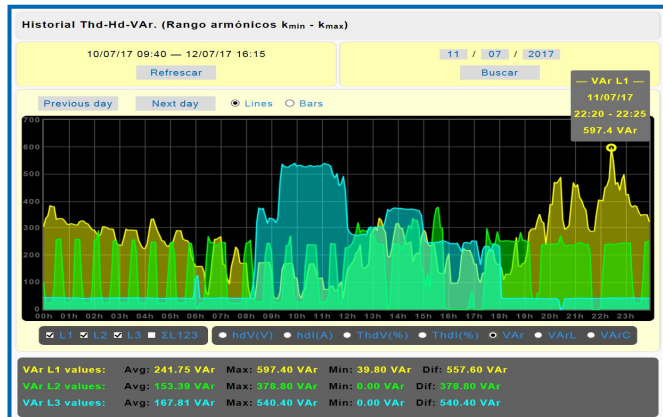 Historial Thd-Hd-VAr. (Rango armónicos kmin - kmax)
10/07/17 09:40 — 12/07/17 16:15
11 / 07 / 2017
Refrescar
Buscar
— VAr L1 —
11/07/17
22:20 - 22:25
597.4 VAr
Previous day Next day Lines Bars
700
600
500
400
300
200
100
0
00h 01h 02h 03h 04h 05h 06h 07h 08h 09h 10h 11h 12h 13h 14h 15h 16h 17h 18h 19h 20h 21h 22h 23h
L1 L2 L3 ΣL123 hdV(V) hdI(A) ThdV(%) ThdI(%) VAr VArL VArC
VAr L1 values: Avg: 241.75 VAr Max: 597.40 VAr Min: 39.80 VAr Dif: 557.60 VAr
VAr L2 values: Avg: 153.39 VAr Max: 378.80 VAr Min: 0.00 VAr Dif: 378.80 VAr
VAr L3 values: Avg: 167.81 VAr Max: 540.40 VAr Min: 0.00 VAr Dif: 540.40 VAr